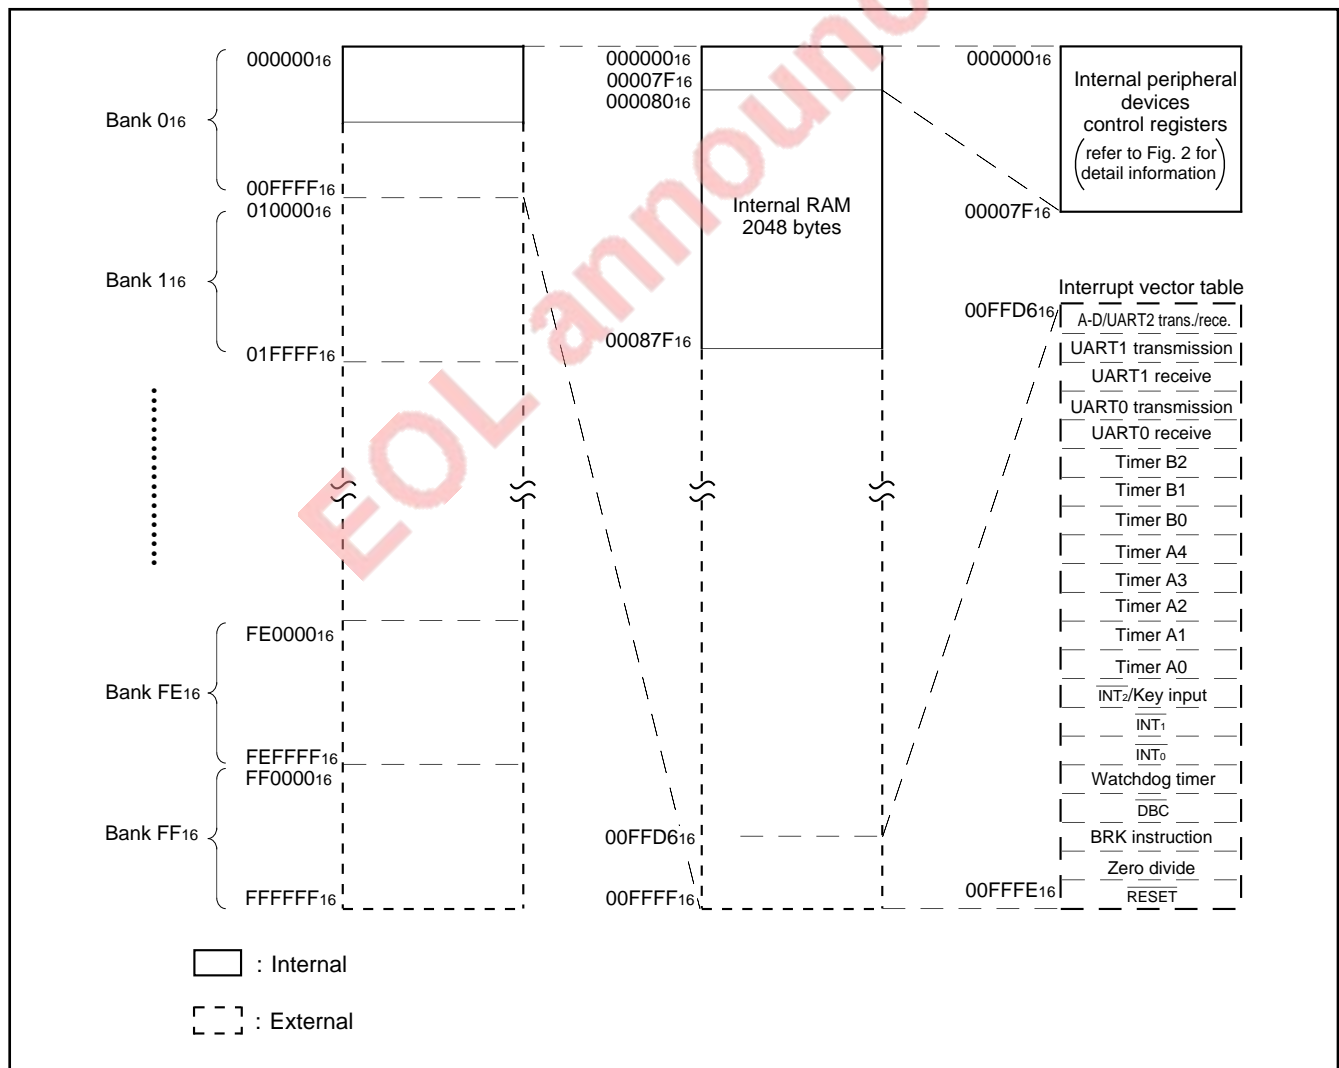 000000₁₆
Bank 0₁₆
00FFFF₁₆
010000₁₆
Bank 1₁₆
01FFFF₁₆
FE0000₁₆
Bank FE₁₆
FEFFFF₁₆
FF0000₁₆
Bank FF₁₆
FFFFFF₁₆
000000₁₆
00007F₁₆
000080₁₆
Internal RAM
2048 bytes
00087F₁₆
00FFD6₁₆
00FFFF₁₆
000000₁₆
Internal peripheral
devices
control registers
(refer to Fig. 2 for
detail information)
00007F₁₆
Interrupt vector table
00FFD6₁₆
A-D/UART2 trans./rece.
UART1 transmission
UART1 receive
UART0 transmission
UART0 receive
Timer B2
Timer B1
Timer B0
Timer A4
Timer A3
Timer A2
Timer A1
Timer A0
INT₂/Key input
INT₁
INT₀
Watchdog timer
DBC
BRK instruction
Zero divide
00FFFE₁₆
RESET
: Internal
: External
EOL announc